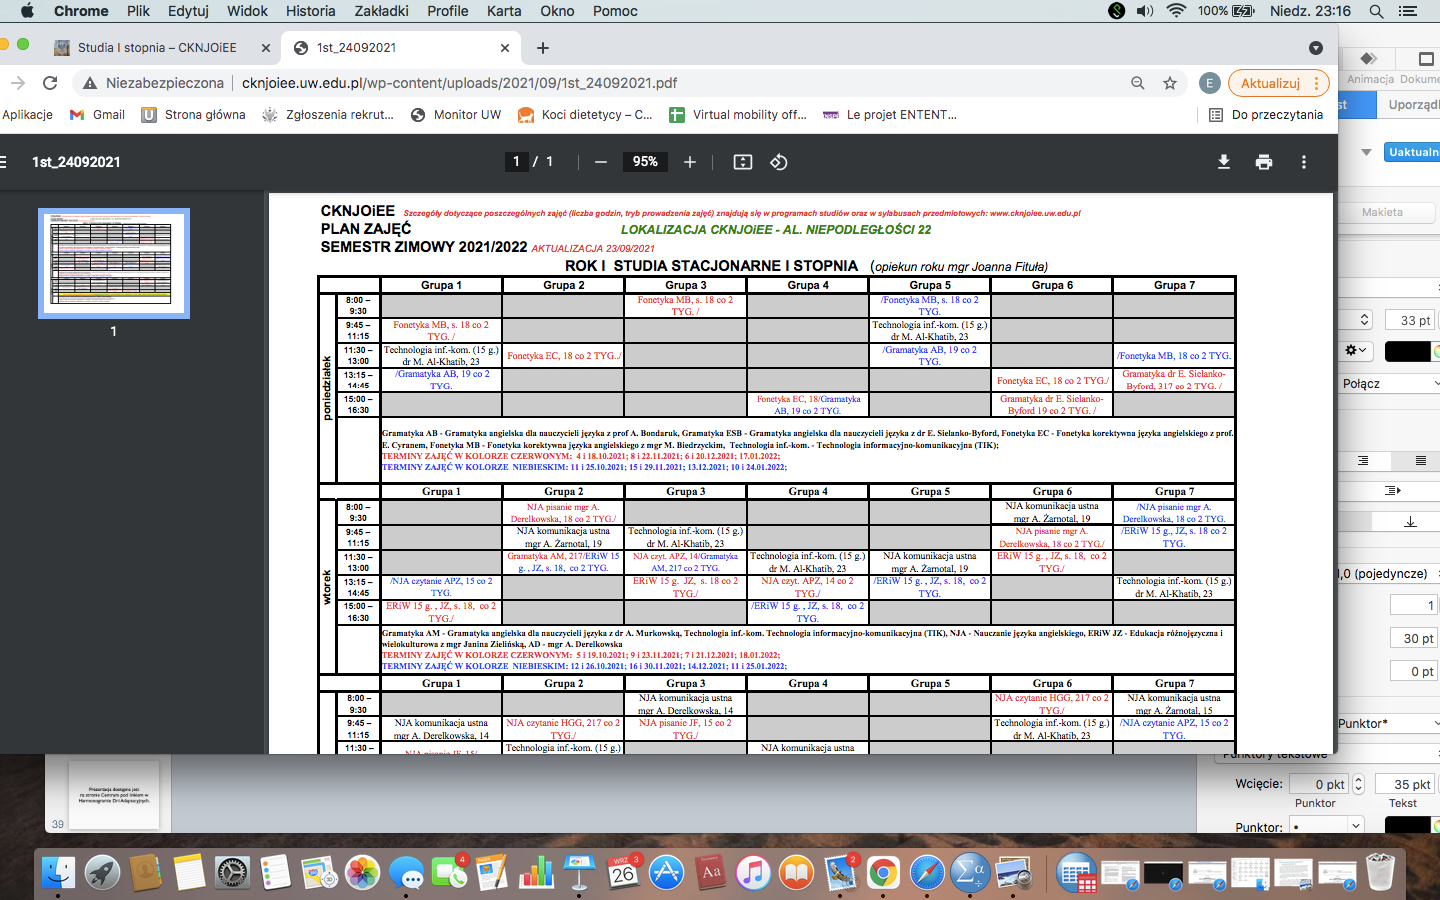 Chrome Plik Edytuj Widok Historia Zakładki Profile Karta Okno Pomoc 100% Niedz. 23:16
Studia I stopnia – CKNJOiEE
1st_24092021
Niezabezpieczona cknjoiee.uw.edu.pl/wp-content/uploads/2021/09/1st_24092021.pdf
E Aktualizuj
Aplikacje Gmail Strona główna Zgłoszenia rekrut... Monitor UW Koci dietetycy – C... Virtual mobility off... Le projet ENTENT... Do przeczytania
1st_24092021 1 / 1 95%
1
CKNJOiEE Szczegóły dotyczące poszczególnych zajęć (liczba godzin, tryb prowadzenia zajęć) znajdują się w programach studiów oraz w sylabusach przedmiotowych: www.cknjoiee.uw.edu.pl
PLAN ZAJĘĆ LOKALIZACJA CKNJOiEE - AL. NIEPODLEGŁOŚCI 22
SEMESTR ZIMOWY 2021/2022 AKTUALIZACJA 23/09/2021
ROK I STUDIA STACJONARNE I STOPNIA (opiekun roku mgr Joanna Fituła)
Grupa 1 Grupa 2 Grupa 3 Grupa 4 Grupa 5 Grupa 6 Grupa 7
poniedziałek
8:00 – 9:30 Fonetyka MB, s. 18 co 2 TYG. / /Fonetyka MB, s. 18 co 2 TYG.
9:45 – 11:15 Fonetyka MB, s. 18 co 2 TYG. / Technologia inf.-kom. (15 g.) dr M. Al-Khatib, 23
11:30 – 13:00 Technologia inf.-kom. (15 g.) dr M. Al-Khatib, 23 Fonetyka EC, 18 co 2 TYG./ /Gramatyka AB, 19 co 2 TYG. /Fonetyka MB, 18 co 2 TYG.
13:15 – 14:45 /Gramatyka AB, 19 co 2 TYG. Fonetyka EC, 18 co 2 TYG./ Gramatyka dr E. Sielanko-Byford, 317 co 2 TYG. /
15:00 – 16:30 Fonetyka EC, 18/Gramatyka AB, 19 co 2 TYG. Gramatyka dr E. Sielanko-Byford 19 co 2 TYG. /
Gramatyka AB - Gramatyka angielska dla nauczycieli języka z prof A. Bondaruk, Gramatyka ESB - Gramatyka angielska dla nauczycieli języka z dr E. Sielanko-Byford, Fonetyka EC - Fonetyka korektywna języka angielskiego z prof.
E. Cyranem, Fonetyka MB - Fonetyka korektywna języka angielskiego z mgr M. Biedrzyckim, Technologia inf.-kom. - Technologia informacyjno-komunikacyjna (TIK);
TERMINY ZAJĘĆ W KOLORZE CZERWONYM: 4 i 18.10.2021; 8 i 22.11.2021; 6 i 20.12.2021; 17.01.2022;
TERMINY ZAJĘĆ W KOLORZE NIEBIESKIM: 11 i 25.10.2021; 15 i 29.11.2021; 13.12.2021; 10 i 24.01.2022;
Grupa 1 Grupa 2 Grupa 3 Grupa 4 Grupa 5 Grupa 6 Grupa 7
wtorek
8:00 – 9:30 NJA pisanie mgr A. Derelkowska, 18 co 2 TYG./ NJA komunikacja ustna mgr A. Żarnotal, 19 /NJA pisanie mgr A. Derelkowska, 18 co 2 TYG.
9:45 – 11:15 NJA komunikacja ustna mgr A. Żarnotal, 19 Technologia inf.-kom. (15 g.) dr M. Al-Khatib, 23 NJA pisanie mgr A. Derelkowska, 18 co 2 TYG./ /ERiW 15 g., JZ, s. 18 co 2 TYG.
11:30 – 13:00 Gramatyka AM, 217/ERiW 15 g. , JZ, s. 18, co 2 TYG. NJA czyt. APZ, 14/Gramatyka AM, 217 co 2 TYG. Technologia inf.-kom. (15 g.) dr M. Al-Khatib, 23 NJA komunikacja ustna mgr A. Żarnotal, 19 ERiW 15 g. , JZ, s. 18, co 2 TYG./
13:15 – 14:45 /NJA czytanie APZ, 15 co 2 TYG. ERiW 15 g. JZ, s. 18 co 2 TYG./ NJA czyt. APZ, 14 co 2 TYG./ /ERiW 15 g. , JZ, s. 18, co 2 TYG. Technologia inf.-kom. (15 g.) dr M. Al-Khatib, 23
15:00 – 16:30 ERiW 15 g. , JZ, s. 18, co 2 TYG./ /ERiW 15 g. , JZ, s. 18, co 2 TYG.
Gramatyka AM - Gramatyka angielska dla nauczycieli języka z dr A. Murkowską, Technologia inf.-kom. Technologia informacyjno-komunikacyjna (TIK), NJA - Nauczanie języka angielskiego, ERiW JZ - Edukacja różnojęzyczna i
wielokulturowa z mgr Janina Zielińską, AD - mgr A. Derelkowska
TERMINY ZAJĘĆ W KOLORZE CZERWONYM: 5 i 19.10.2021; 9 i 23.11.2021; 7 i 21.12.2021; 18.01.2022;
TERMINY ZAJĘĆ W KOLORZE NIEBIESKIM: 12 i 26.10.2021; 16 i 30.11.2021; 14.12.2021; 11 i 25.01.2022;
Grupa 1 Grupa 2 Grupa 3 Grupa 4 Grupa 5 Grupa 6 Grupa 7
8:00 – 9:30 NJA komunikacja ustna mgr A. Derelkowska, 14 NJA czytanie HGG, 217 co 2 TYG./ NJA komunikacja ustna mgr A. Żarnotal, 15
9:45 – 11:15 NJA komunikacja ustna mgr A. Derelkowska, 14 NJA czytanie HGG, 217 co 2 TYG./ NJA pisanie JF, 15 co 2 TYG./ Technologia inf.-kom. (15 g.) dr M. Al-Khatib, 23 /NJA czytanie APZ, 15 co 2 TYG.
11:30 – NJA pisanie JF, 15/ Technologia inf.-kom. (15 g.) NJA komunikacja ustna
Animacja Dokume
st Uporządk
Uaktualn
Makieta
33 pt
Połącz
1,0 (pojedyncze)
1
30 pt
0 pt
Punktor*
Punktory tekstowe
Wcięcie: 0 pkt 35 pkt
Punktor Tekst
Punktor: •
Prezentacja dostępna jest
na stronie Centrum pod linkiem w
Harmonogramie Dni Adaptacyjnych.
39
4
WRZ 3
26
Aa
2